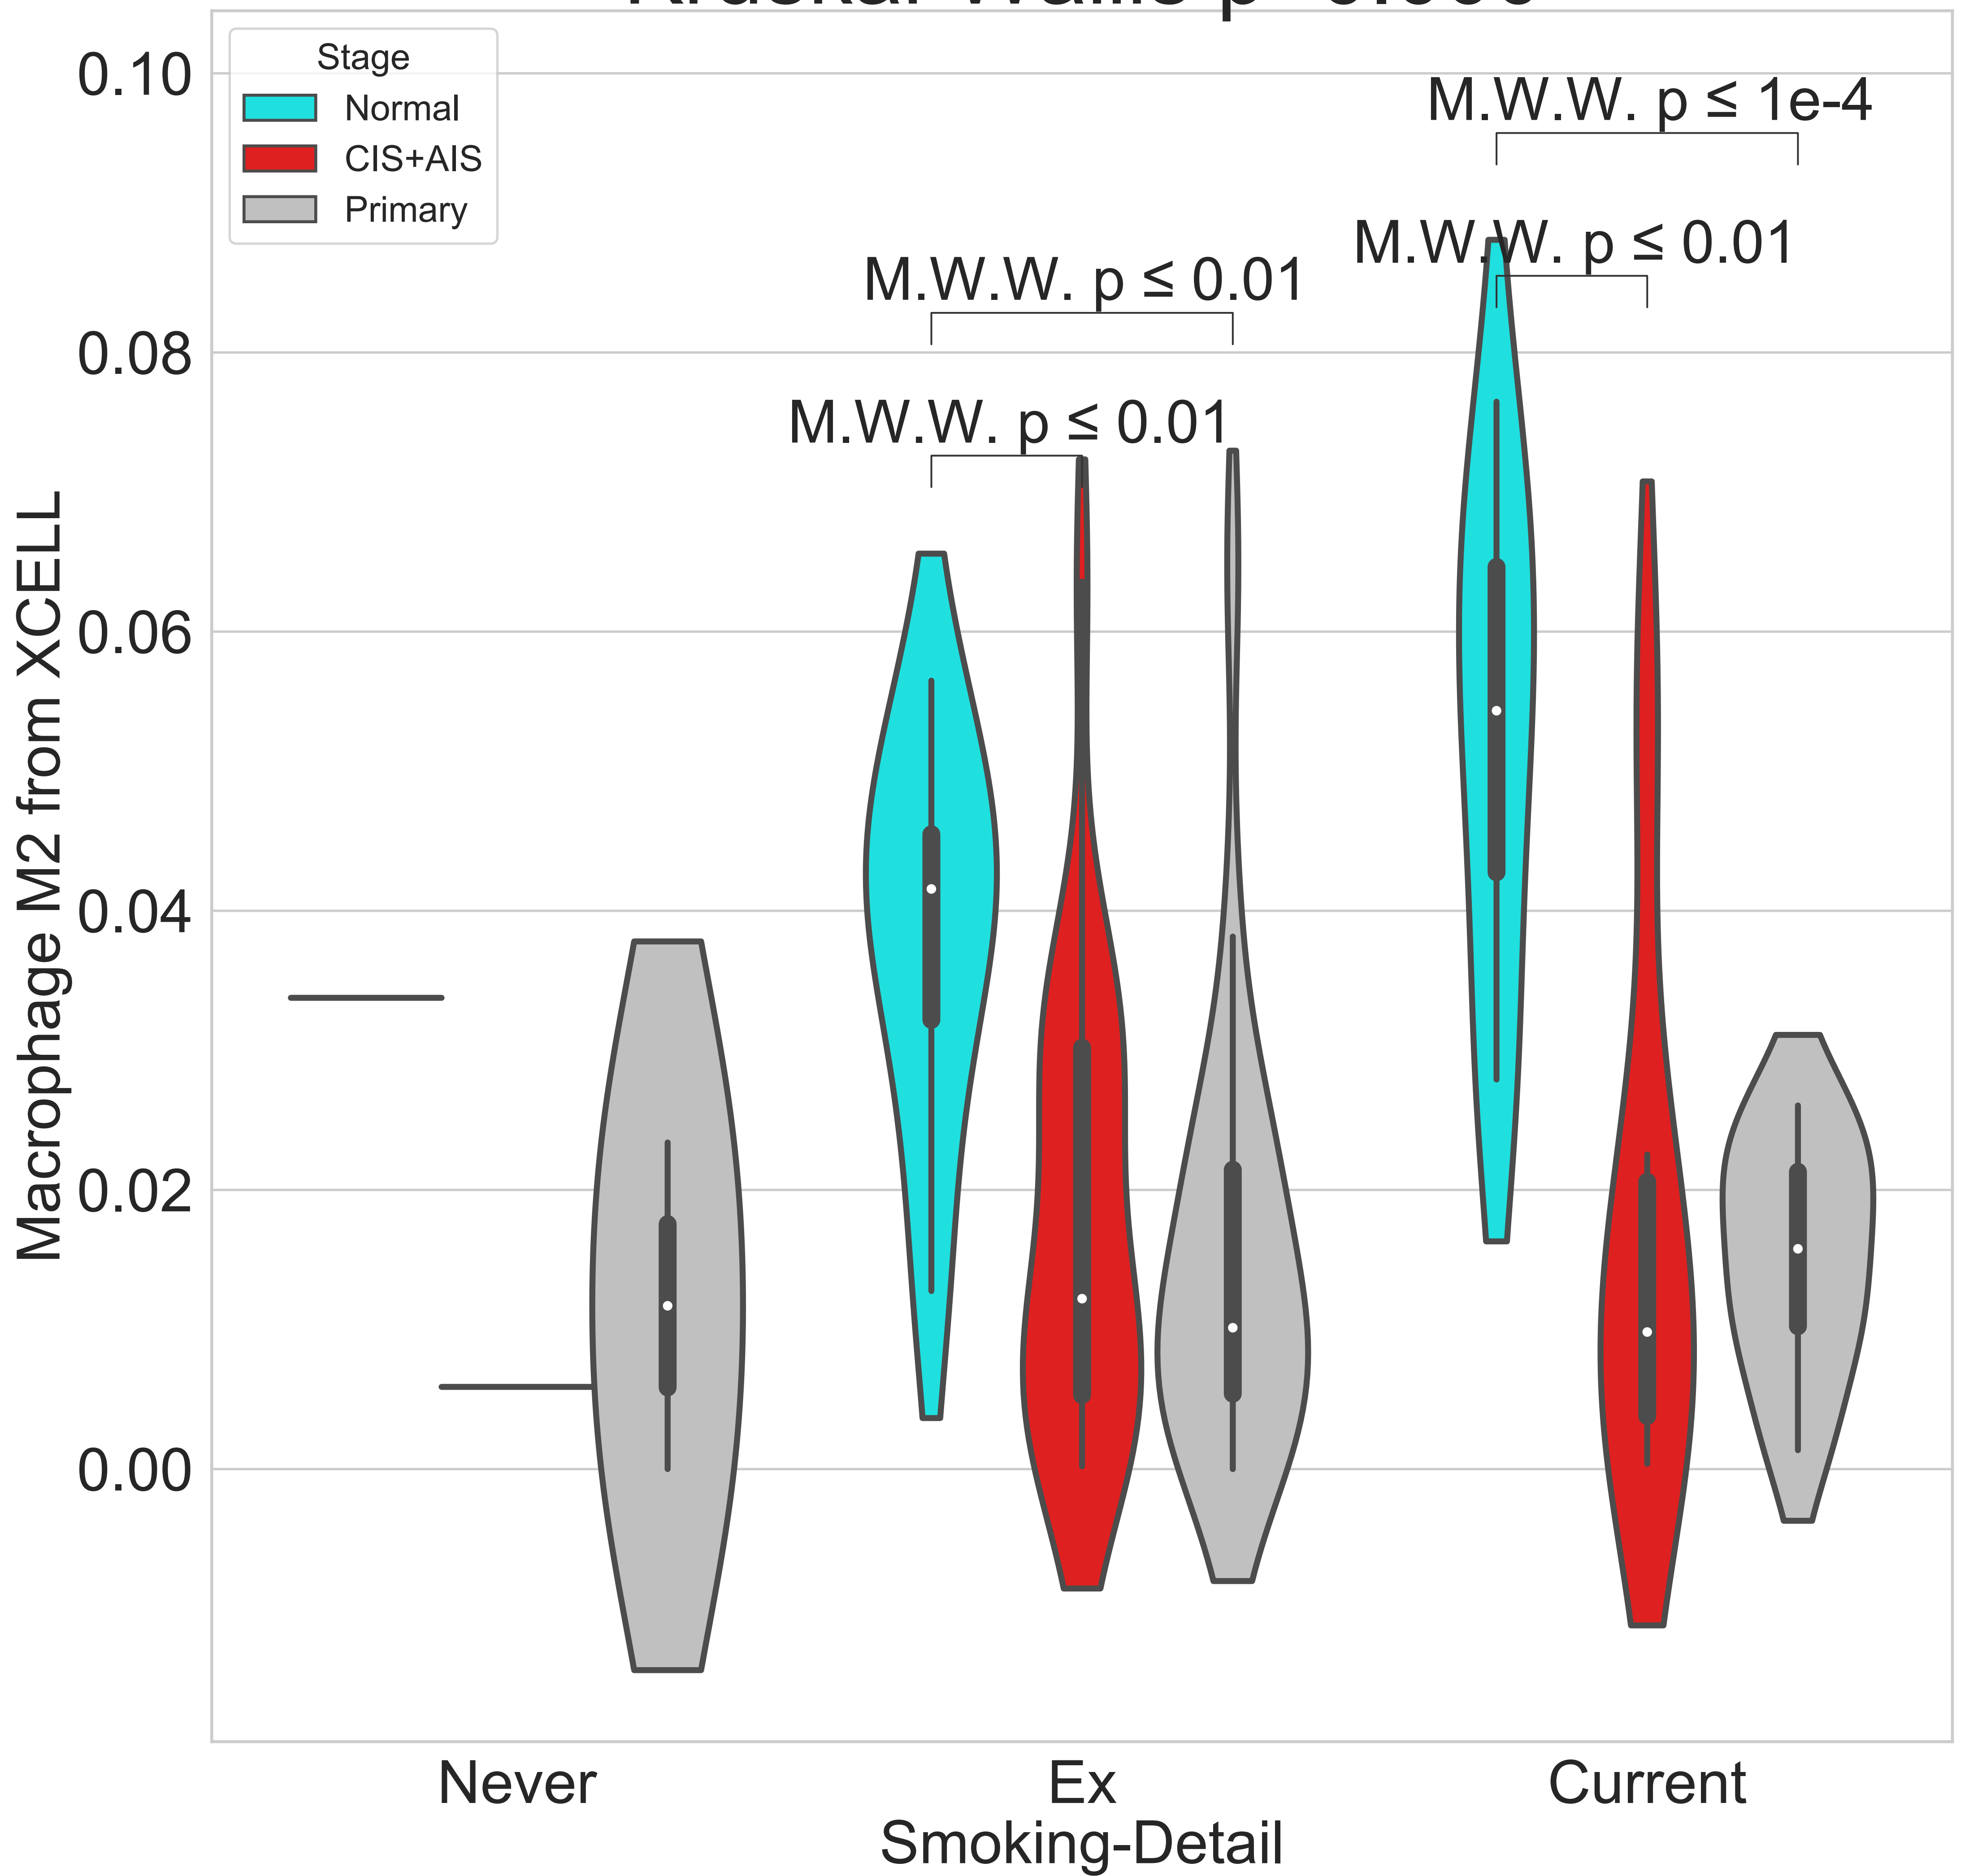 Stage
Normal
CIS+AIS
Primary
M.W.W. p ≤ 1e-4
M.W.W. p ≤ 0.01
M.W.W. p ≤ 0.01
M.W.W. p ≤ 0.01
0.10
0.08
0.06
0.04
0.02
0.00
Macrophage M2 from XCELL
Never
Ex
Current
Smoking-Detail